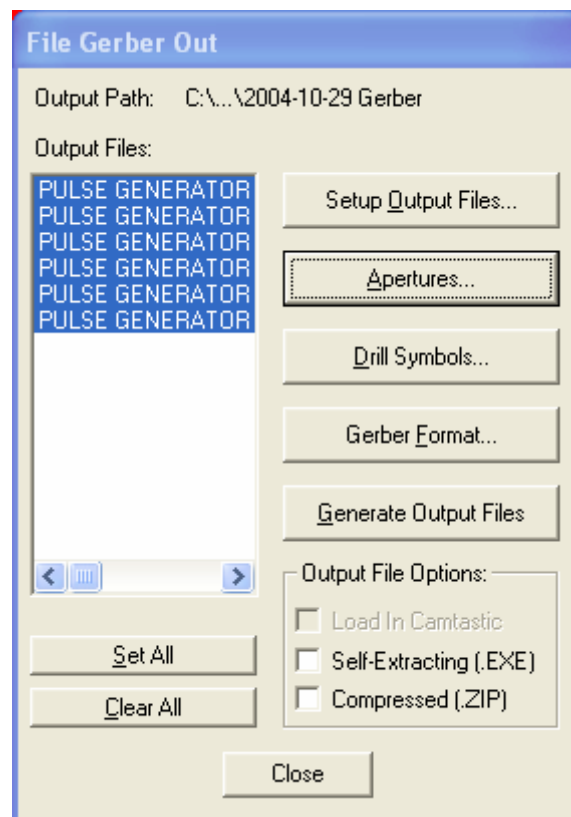 File Gerber Out
Output Path: C:\...\2004-10-29 Gerber
Output Files:
PULSE GENERATOR
PULSE GENERATOR
PULSE GENERATOR
PULSE GENERATOR
PULSE GENERATOR
PULSE GENERATOR
Setup Output Files...
Apertures...
Drill Symbols...
Gerber Format...
Generate Output Files
Output File Options:
Load In Camtastic
Self-Extracting (.EXE)
Compressed (.ZIP)
Set All
Clear All
Close